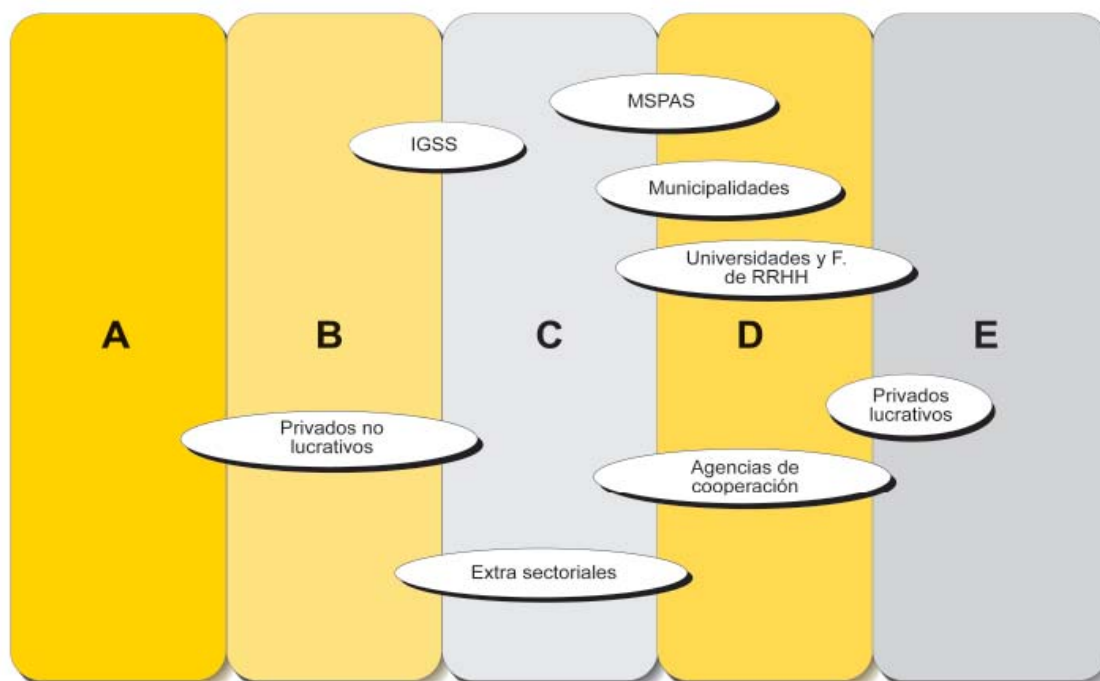 MSPAS
IGSS
Municipalidades
Universidades y F.
de RRHH
A
B
C
D
E
Privados
lucrativos
Privados no
lucrativos
Agencias de
cooperación
Extra sectoriales